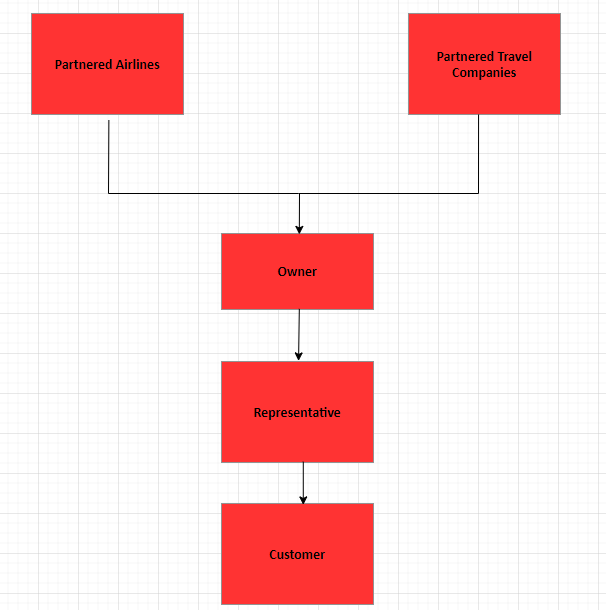 Partnered Airlines
Partnered Travel
Companies
Owner
Representative
Customer